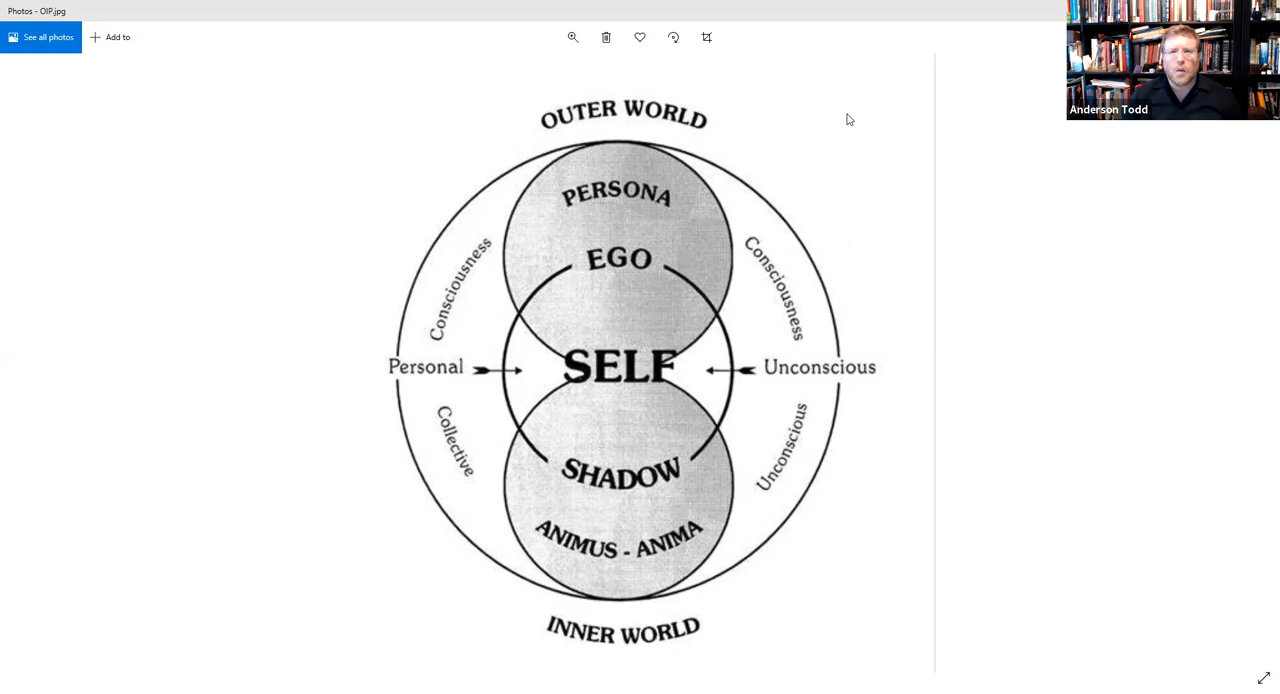 Photos - OIP.jpg
See all photos
Add to
Anderson Todd
OUTER WORLD
PERSONA
EGO
Consciousness
Consciousness
Personal
SELF
Unconscious
Collective
Unconscious
SHADOW
ANIMUS - ANIMA
INNER WORLD